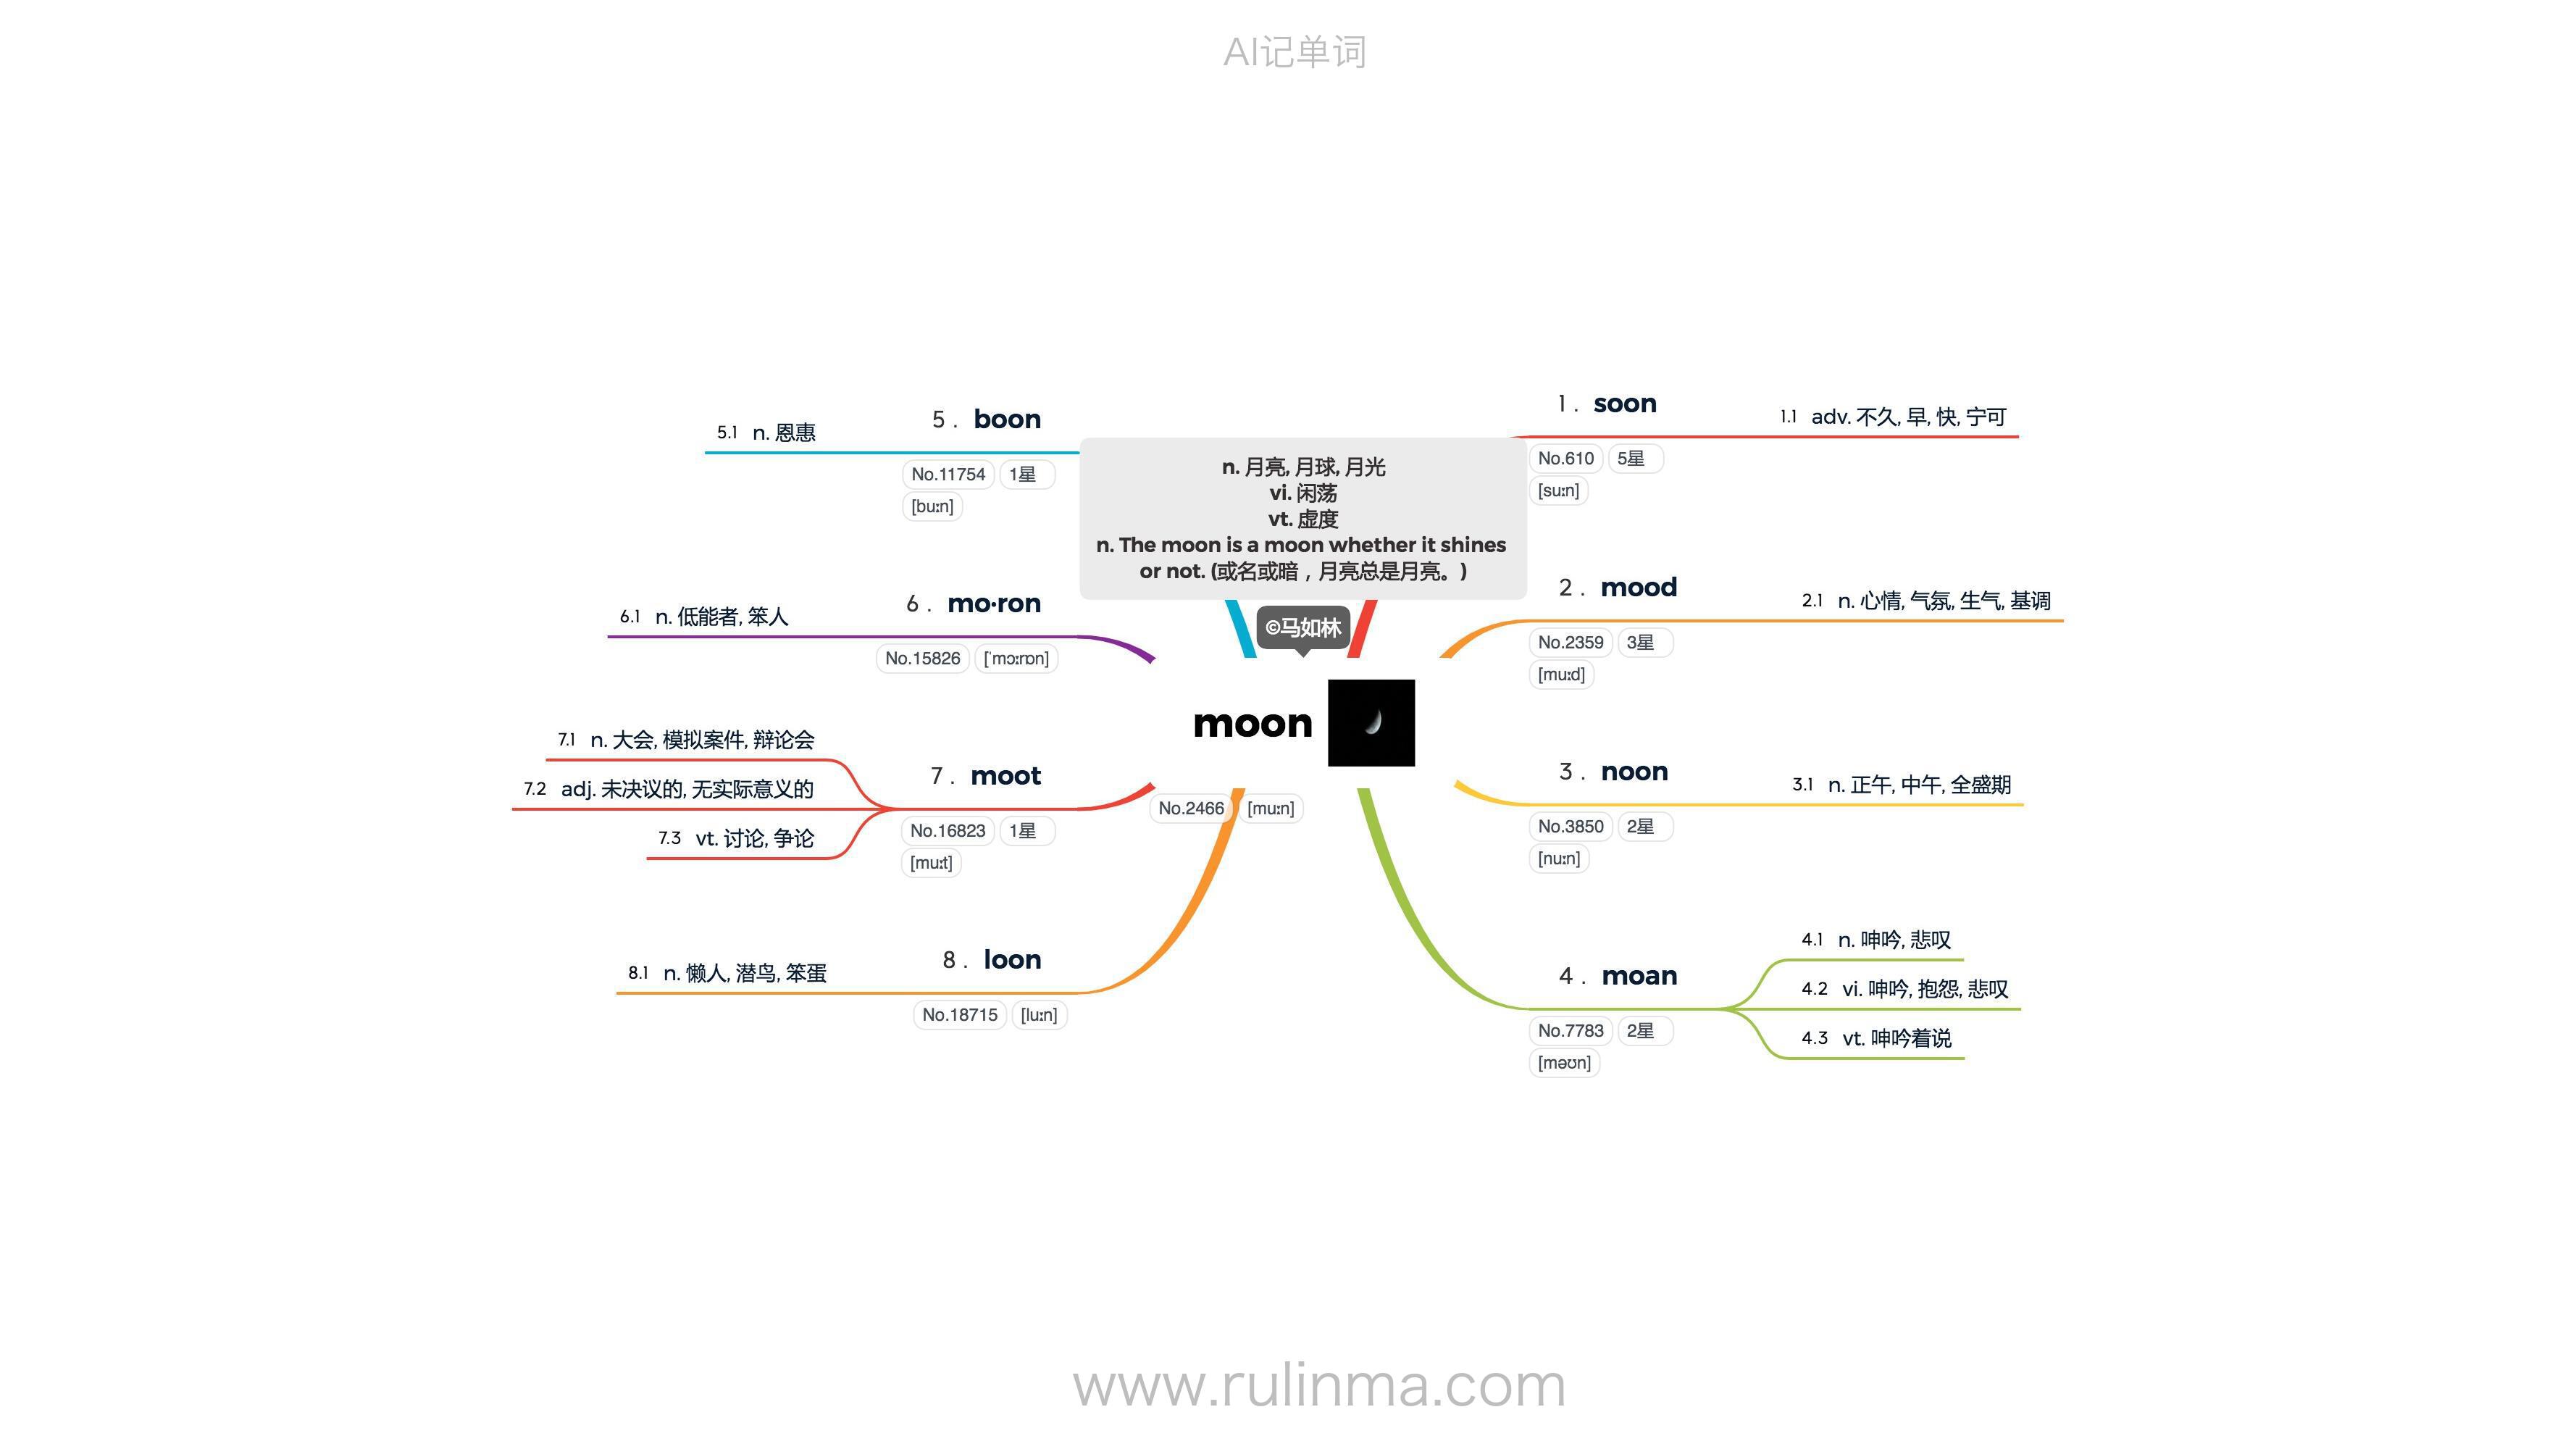 AI记单词
n. 月亮, 月球, 月光
vi. 闲荡
vt. 虚度
n. The moon is a moon whether it shines
or not. (或名或暗，月亮总是月亮。)
©马如林
moon
No.2466 [muːn]
1 . soon
No.610 5星
[suːn]
1.1 adv. 不久, 早, 快, 宁可
2 . mood
No.2359 3星
[muːd]
2.1 n. 心情, 气氛, 生气, 基调
3 . noon
No.3850 2星
[nuːn]
3.1 n. 正午, 中午, 全盛期
4 . moan
No.7783 2星
[məʊn]
4.1 n. 呻吟, 悲叹
4.2 vi. 呻吟, 抱怨, 悲叹
4.3 vt. 呻吟着说
5 . boon
No.11754 1星
[buːn]
5.1 n. 恩惠
6 . mo·ron
No.15826 [ˈmɔːrɒn]
6.1 n. 低能者, 笨人
7 . moot
No.16823 1星
[muːt]
7.1 n. 大会, 模拟案件, 辩论会
7.2 adj. 未决议的, 无实际意义的
7.3 vt. 讨论, 争论
8 . loon
No.18715 [luːn]
8.1 n. 懒人, 潜鸟, 笨蛋
www.rulinma.com